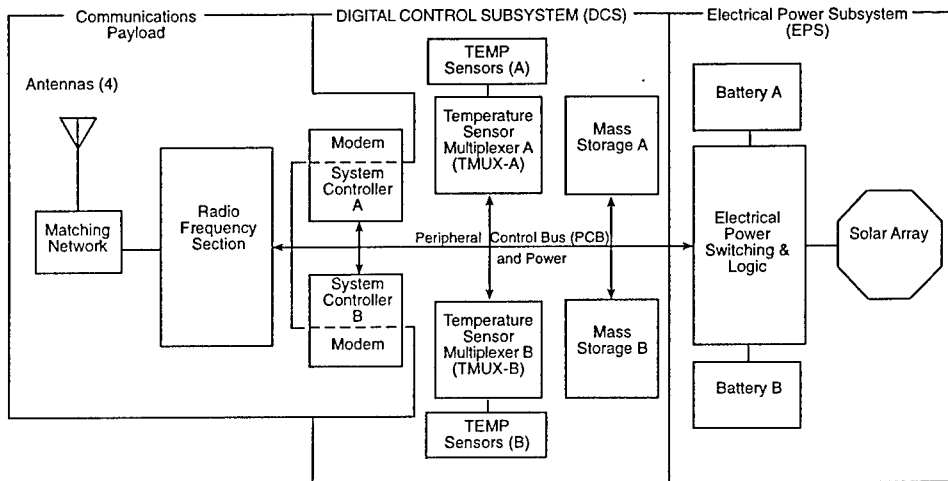 Communications
Payload
DIGITAL CONTROL SUBSYSTEM (DCS)
Electrical Power Subsystem
(EPS)
Antennas (4)
Matching
Network
Radio
Frequency
Section
Modem
System
Controller
A
System
Controller
B
Modem
TEMP
Sensors (A)
Temperature
Sensor
Multiplexer A
(TMUX-A)
Mass
Storage A
Peripheral Control Bus (PCB)
and Power
Temperature
Sensor
Multiplexer B
(TMUX-B)
Mass
Storage B
TEMP
Sensors (B)
Battery A
Electrical
Power
Switching &
Logic
Solar Array
Battery B